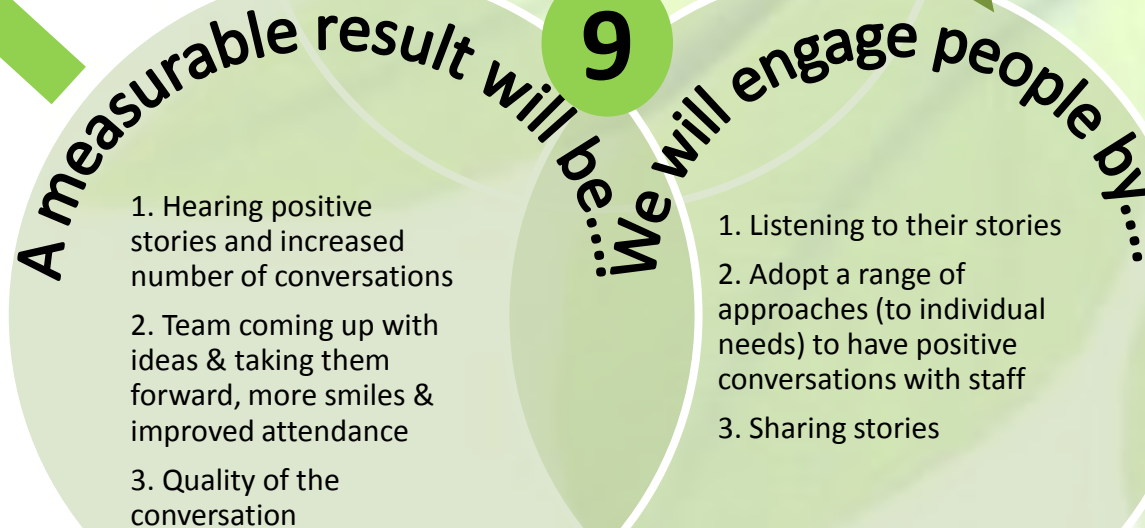 9
A measurable result will be....
1. Hearing positive
stories and increased
number of conversations
2. Team coming up with
ideas & taking them
forward, more smiles &
improved attendance
3. Quality of the
conversation
We will engage people by....
1. Listening to their stories
2. Adopt a range of
approaches (to individual
needs) to have positive
conversations with staff
3. Sharing stories